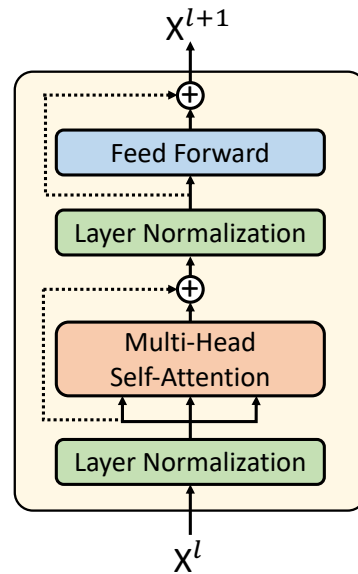 X^{l+1}
+
Feed Forward
Layer Normalization
+
Multi-Head
Self-Attention
Layer Normalization
X^l